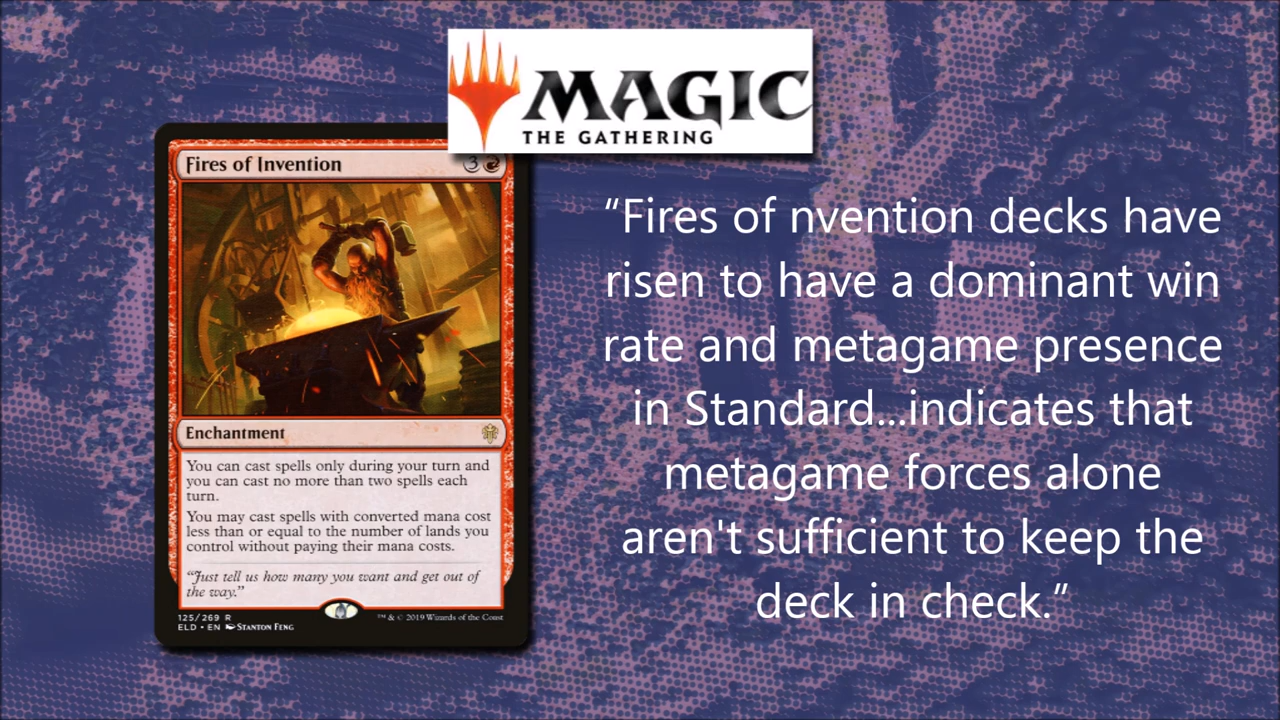 MAGIC
THE GATHERING
Fires of Invention
3
Enchantment
You can cast spells only during your turn and
you can cast no more than two spells each
turn.
You may cast spells with converted mana cost
less than or equal to the number of lands you
control without paying their mana costs.
“Just tell us how many you want and get out of
the way.”
125/269 R
ELD • EN STANTON FENG
™ & © 2019 Wizards of the Coast
“Fires of nvention decks have
risen to have a dominant win
rate and metagame presence
in Standard...indicates that
metagame forces alone
aren't sufficient to keep the
deck in check.”